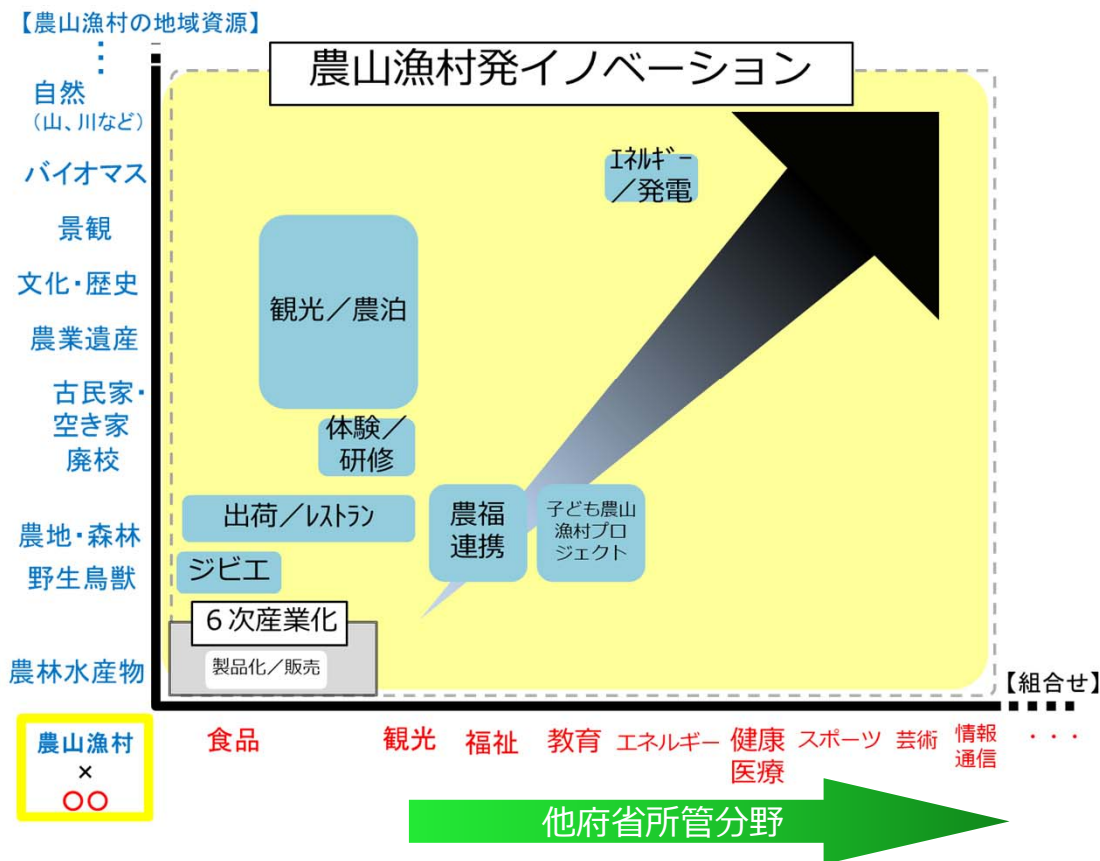 【農山漁村の地域資源】
農山漁村発イノベーション
自然
（山、川など）
バイオマス
景観
文化・歴史
農業遺産
古民家・
空き家
廃校
農地・森林
野生鳥獣
農林水産物
ｴﾈﾙｷﾞｰ
／発電
観光／農泊
体験／
研修
出荷／ﾚｽﾄﾗﾝ
農福
連携
子ども農山
漁村プロ
ジェクト
ジビエ
６次産業化
製品化／販売
【組合せ】
農山漁村
×
○○
食品
観光
福祉
教育
エネルギー
健康
医療
スポーツ
芸術
情報
通信
・・・
他府省所管分野